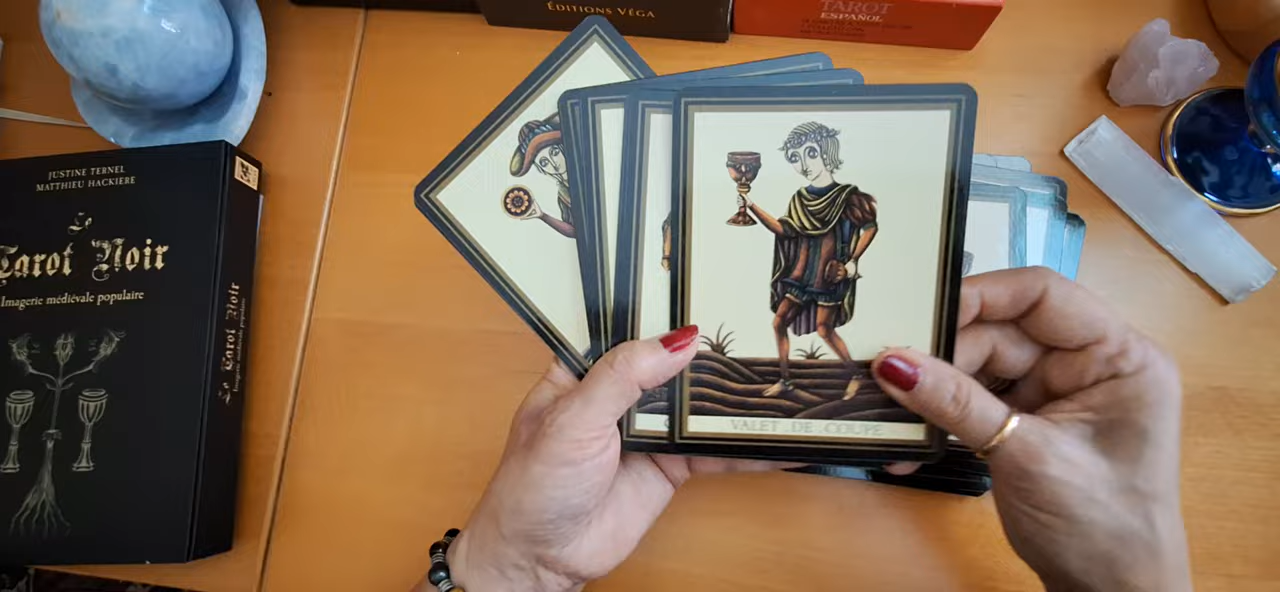 ÉDITIONS VÉGA
TAROT
ESPAÑOL
JUSTINE TERNEL
MATTHIEU HACKIERE
Le
Tarot Noir
Imagerie médiévale populaire
Le Tarot Noir
Imagerie médiévale populaire
VALET . DE . COUPE